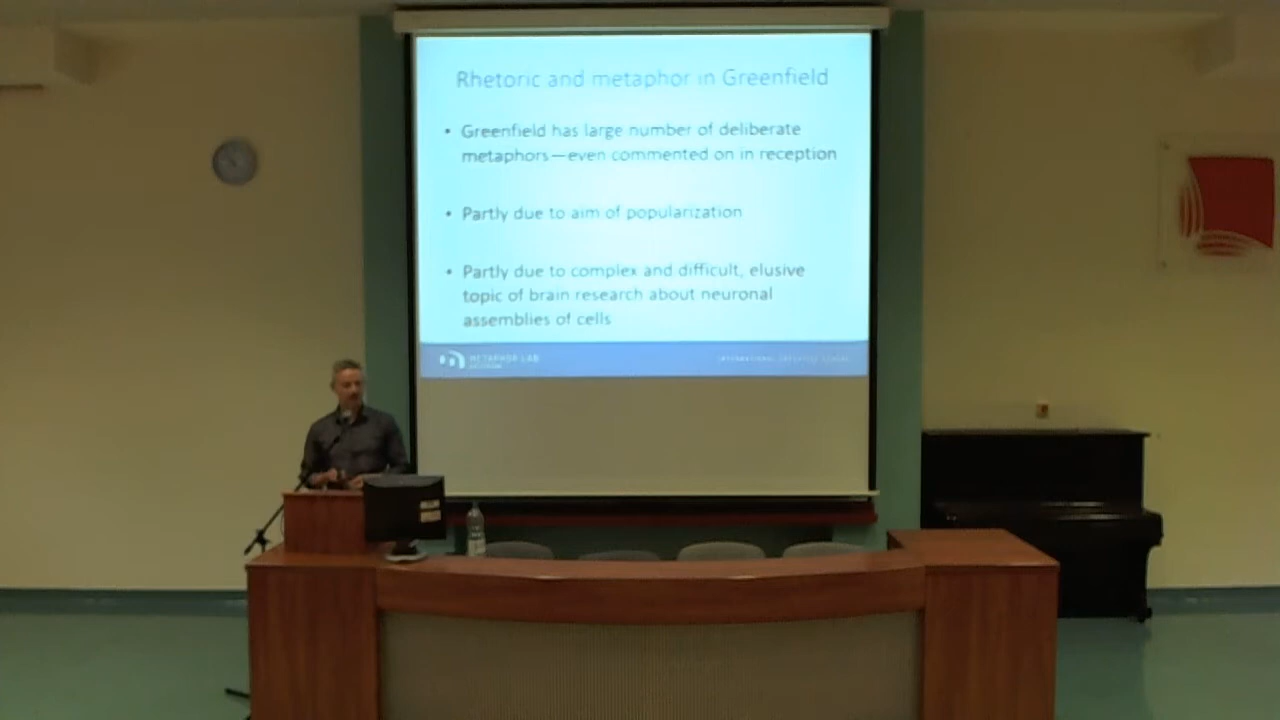 Rhetoric and metaphor in Greenfield
• Greenfield has large number of deliberate
metaphors—even commented on in reception
• Partly due to aim of popularization
• Partly due to complex and difficult, elusive
topic of brain research about neuronal
assemblies of cells
METAPHOR LAB